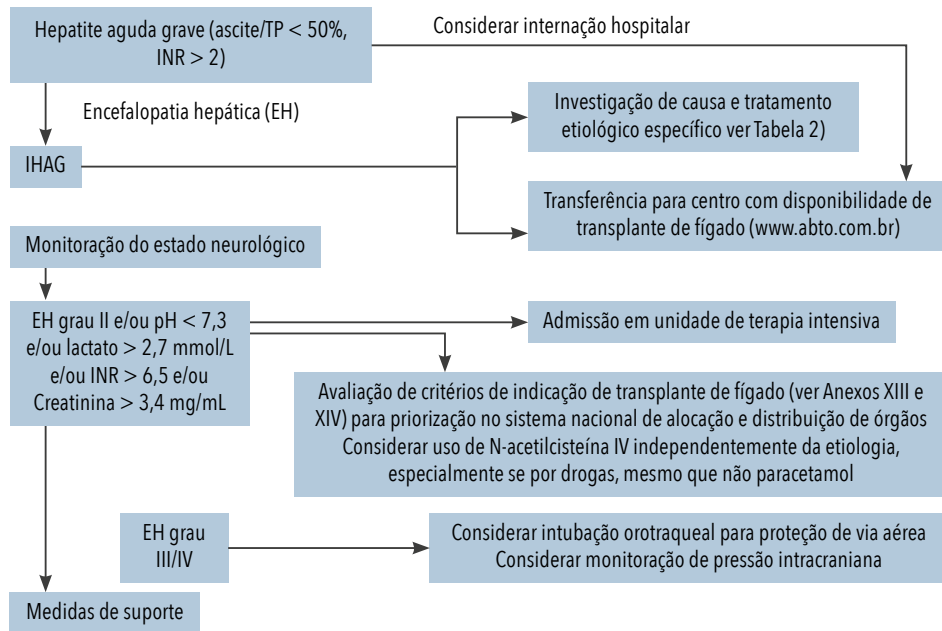 Hepatite aguda grave (ascite/TP < 50%,
INR > 2)
Considerar internação hospitalar
Encefalopatia hepática (EH)
IHAG
Investigação de causa e tratamento
etiológico específico ver Tabela 2)
Transferência para centro com disponibilidade de
transplante de fígado (www.abto.com.br)
Monitoração do estado neurológico
EH grau II e/ou pH < 7,3
e/ou lactato > 2,7 mmol/L
e/ou INR > 6,5 e/ou
Creatinina > 3,4 mg/mL
Admissão em unidade de terapia intensiva
Avaliação de critérios de indicação de transplante de fígado (ver Anexos XIII e
XIV) para priorização no sistema nacional de alocação e distribuição de órgãos
Considerar uso de N-acetilcisteína IV independentemente da etiologia,
especialmente se por drogas, mesmo que não paracetamol
EH grau
III/IV
Considerar intubação orotraqueal para proteção de via aérea
Considerar monitoração de pressão intracraniana
Medidas de suporte